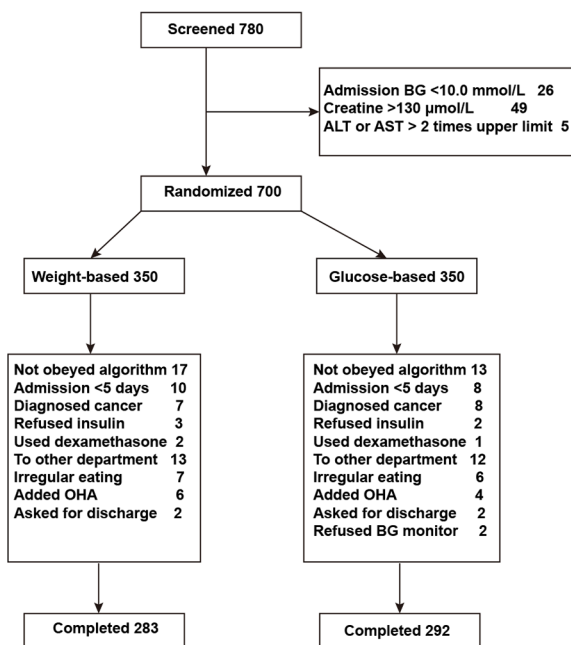 Screened 780
Admission BG <10.0 mmol/L 26
Creatine >130 μmol/L 49
ALT or AST > 2 times upper limit 5
Randomized 700
Weight-based 350
Glucose-based 350
Not obeyed algorithm 17
Admission <5 days 10
Diagnosed cancer 7
Refused insulin 3
Used dexamethasone 2
To other department 13
Irregular eating 7
Added OHA 6
Asked for discharge 2
Not obeyed algorithm 13
Admission <5 days 8
Diagnosed cancer 8
Refused insulin 2
Used dexamethasone 1
To other department 12
Irregular eating 6
Added OHA 4
Asked for discharge 2
Refused BG monitor 2
Completed 283
Completed 292